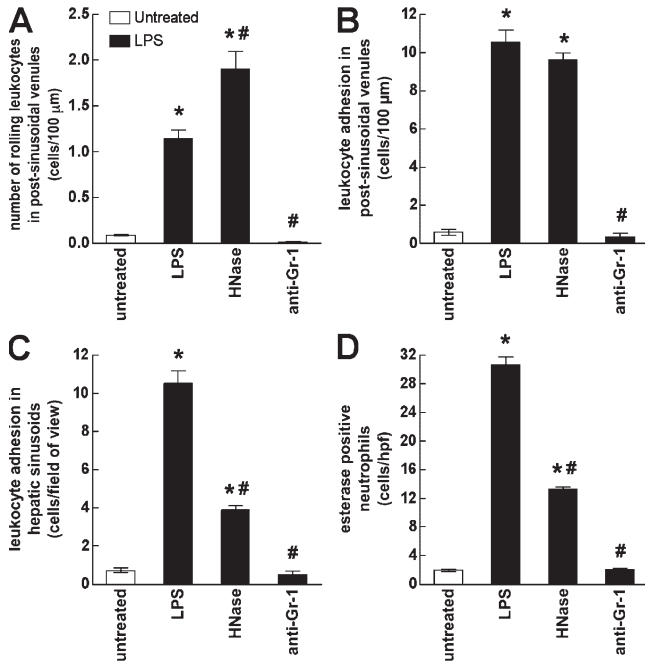 A
Untreated
LPS
number of rolling leukocytes
in post-sinusoidal venules
(cells/100 µm)
2.5
2.0
1.5
1.0
0.5
0.0
*
* #
#
untreated
LPS
HNase
anti-Gr-1
B
leukocyte adhesion in
post-sinusoidal venules
(cells/100 µm)
12
10
8
6
4
2
0
*
*
#
untreated
LPS
HNase
anti-Gr-1
C
leukocyte adhesion in
hepatic sinusoids
(cells/field of view)
12
10
8
6
4
2
0
*
* #
#
untreated
LPS
HNase
anti-Gr-1
D
esterase positive
neutrophils
(cells/hpf)
32
28
24
20
16
12
8
4
0
*
* #
#
untreated
LPS
HNase
anti-Gr-1